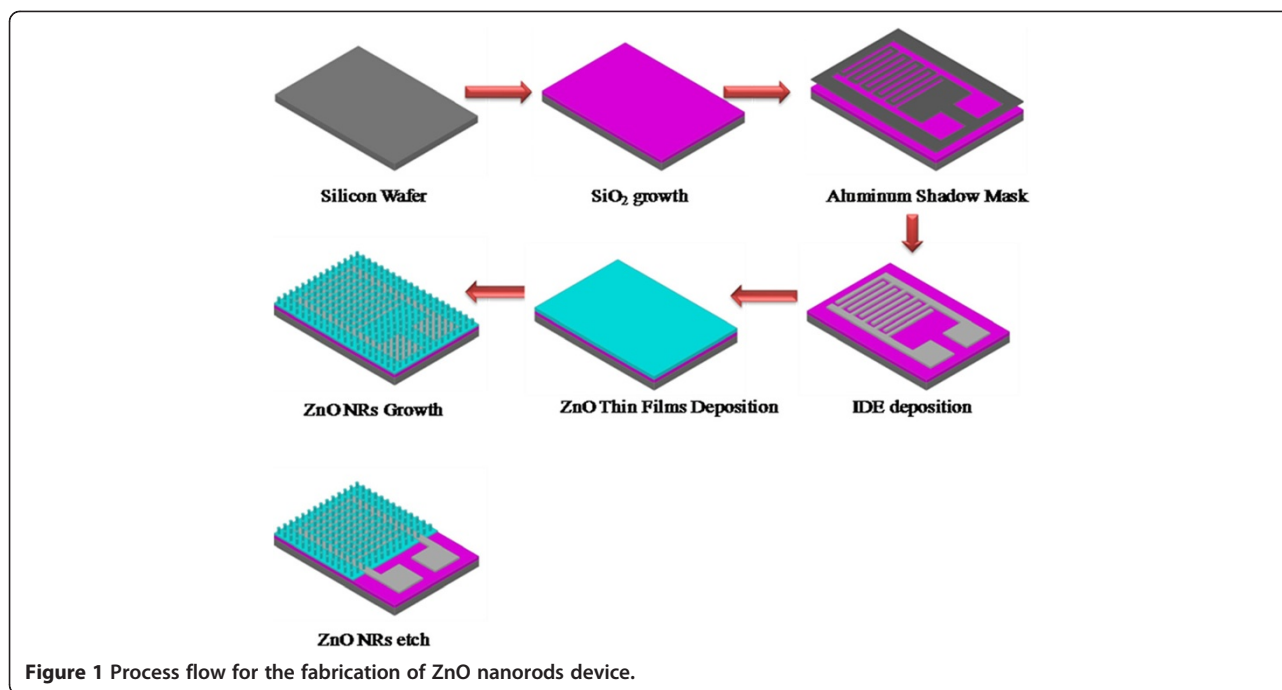 Silicon Wafer
SiO₂ growth
Aluminum Shadow Mask
IDE deposition
ZnO Thin Films Deposition
ZnO NRs Growth
ZnO NRs etch
Figure 1 Process flow for the fabrication of ZnO nanorods device.